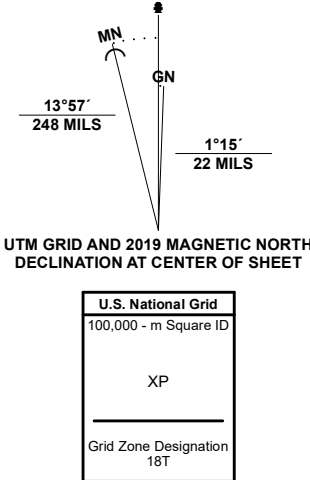 MN
GN
13°57´
248 MILS
1°15´
22 MILS
UTM GRID AND 2019 MAGNETIC NORTH
DECLINATION AT CENTER OF SHEET
U.S. National Grid
100,000 - m Square ID
XP
Grid Zone Designation
18T